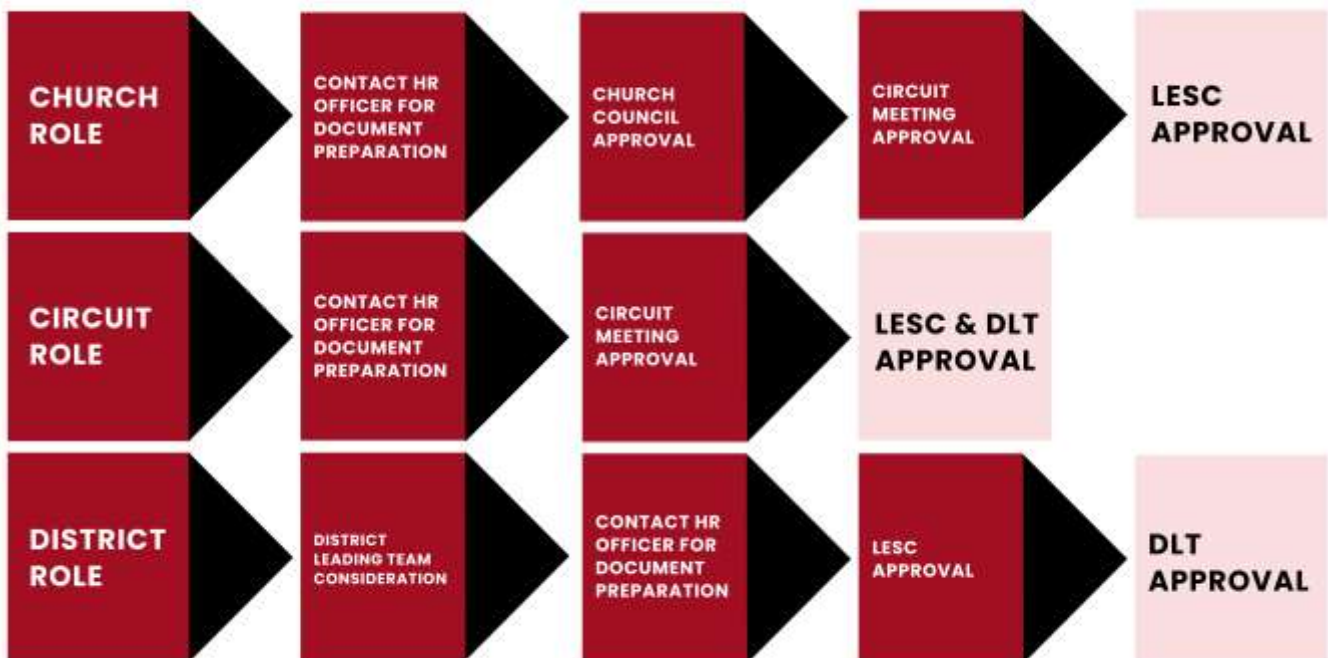 CHURCH
ROLE
CONTACT HR
OFFICER FOR
DOCUMENT
PREPARATION
CHURCH
COUNCIL
APPROVAL
CIRCUIT
MEETING
APPROVAL
LESC
APPROVAL
CIRCUIT
ROLE
CONTACT HR
OFFICER FOR
DOCUMENT
PREPARATION
CIRCUIT
MEETING
APPROVAL
LESC & DLT
APPROVAL
DISTRICT
ROLE
DISTRICT
LEADING TEAM
CONSIDERATION
CONTACT HR
OFFICER FOR
DOCUMENT
PREPARATION
LESC
APPROVAL
DLT
APPROVAL